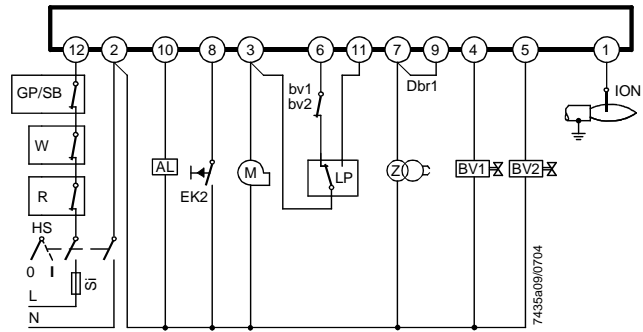 12 2 10 8 3 6 11 7 9 4 5 1
GP/SB
bv1
bv2
Dbr1
ION
W
AL
M
LP
Z
BV1
BV2
R
EK2
HS
0 I
Si
L
N
7435a09/0704